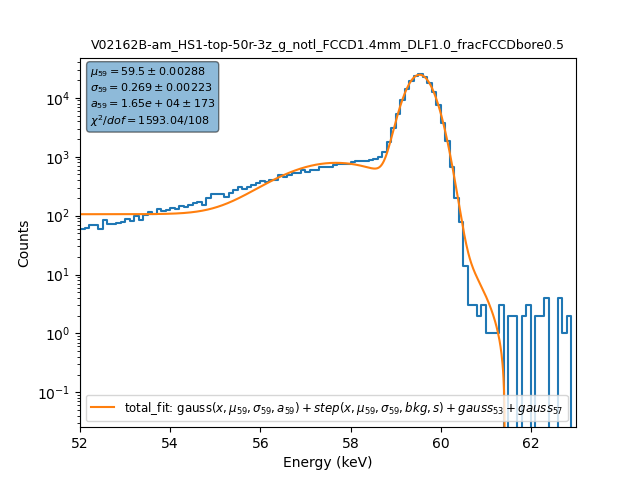 V02162B-am_HS1-top-50r-3z_g_notl_FCCD1.4mm_DLF1.0_fracFCCDbore0.5
μ₅₉ = 59.5 ± 0.00288
σ₅₉ = 0.269 ± 0.00223
a₅₉ = 1.65e + 04 ± 173
χ²/dof = 1593.04/108
10⁴
10³
10²
10¹
10⁰
10⁻¹
Counts
total_fit: gauss(x, μ₅₉, σ₅₉, a₅₉) + step(x, μ₅₉, σ₅₉, bkg, s) + gauss₅₃ + gauss₅₇
52 54 56 58 60 62
Energy (keV)